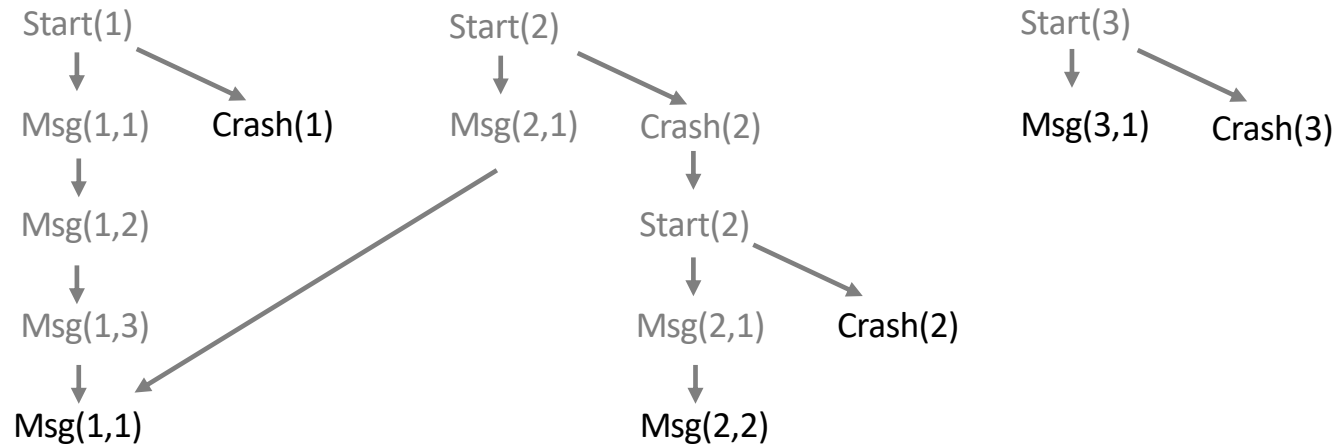 Start(1) Start(2) Start(3)
Msg(1,1) Crash(1) Msg(2,1) Crash(2) Msg(3,1) Crash(3)
Msg(1,2) Start(2)
Msg(1,3) Msg(2,1) Crash(2)
Msg(1,1) Msg(2,2)